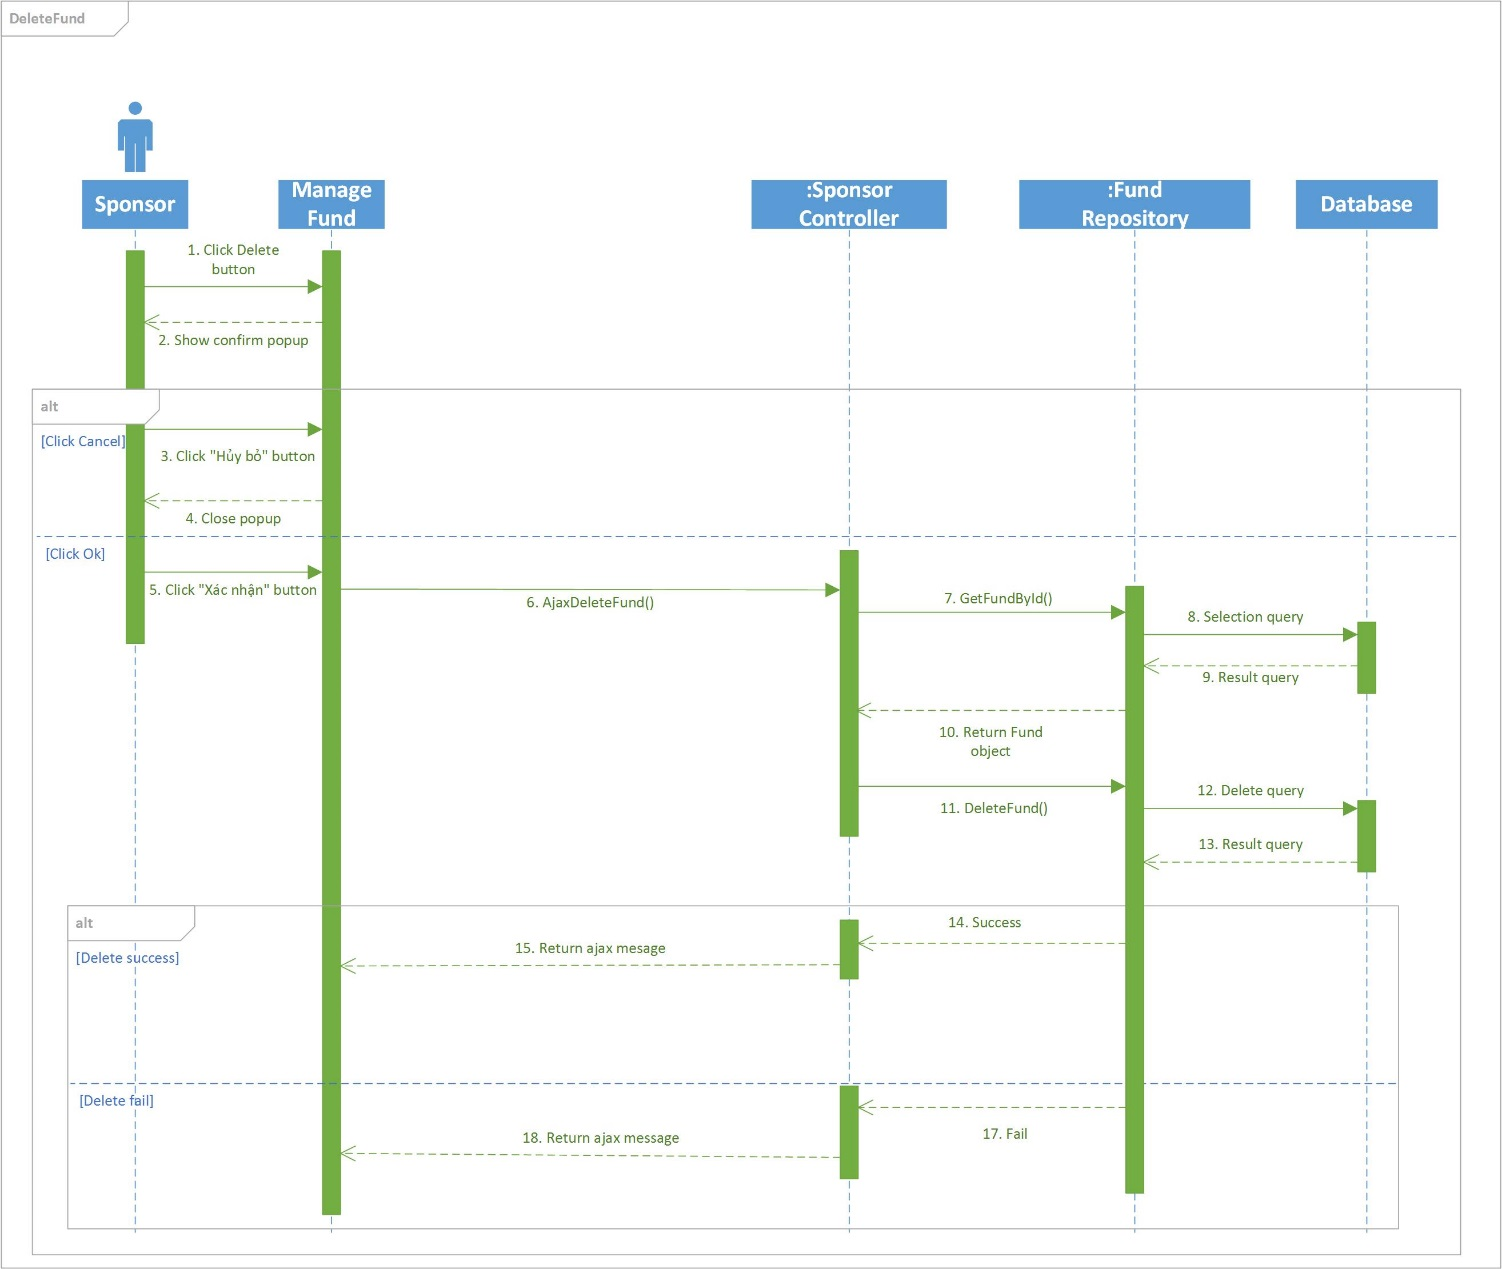 DeleteFund
Sponsor
Manage
Fund
:Sponsor
Controller
:Fund
Repository
Database
1. Click Delete
button
2. Show confirm popup
alt
[Click Cancel]
3. Click "Hủy bỏ" button
4. Close popup
[Click Ok]
5. Click "Xác nhận" button
6. AjaxDeleteFund()
7. GetFundById()
8. Selection query
9. Result query
10. Return Fund
object
11. DeleteFund()
12. Delete query
13. Result query
alt
[Delete success]
14. Success
15. Return ajax mesage
[Delete fail]
17. Fail
18. Return ajax message